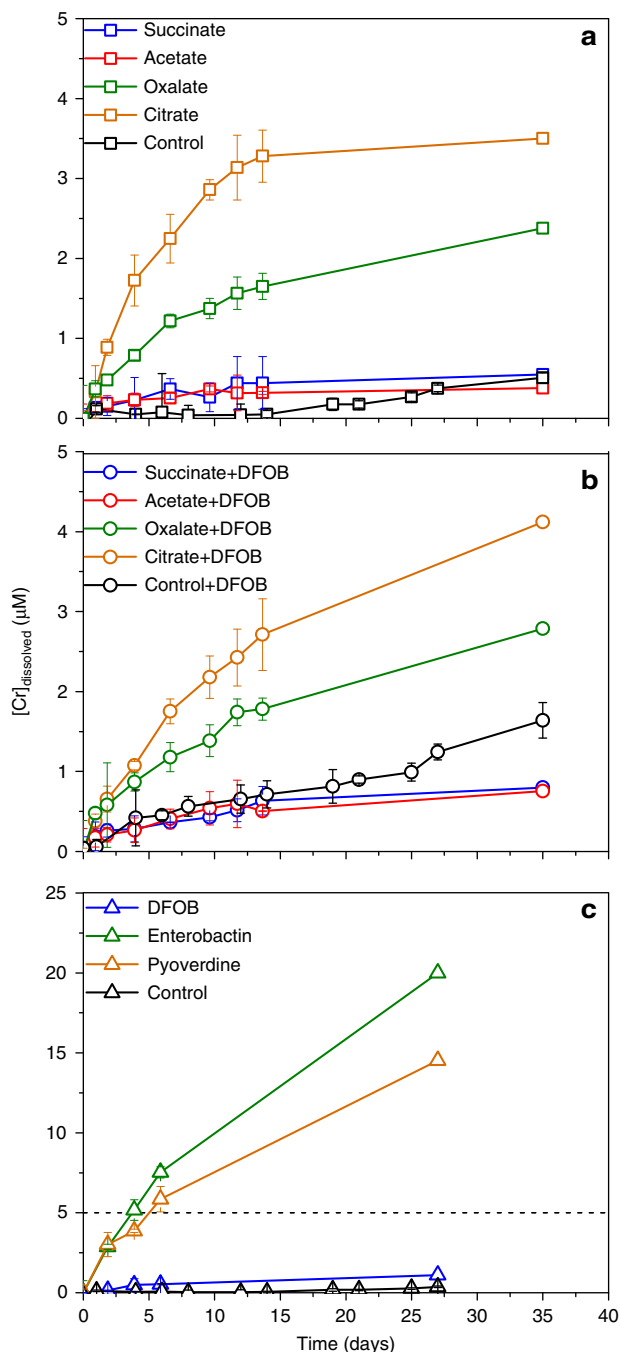 5
4
3
2
1
0
Succinate
Acetate
Oxalate
Citrate
Control
a
5
4
3
2
1
0
Succinate+DFOB
Acetate+DFOB
Oxalate+DFOB
Citrate+DFOB
Control+DFOB
b
[Cr]dissolved (μM)
25
20
15
10
5
0
DFOB
Enterobactin
Pyoverdine
Control
c
0 5 10 15 20 25 30 35 40
Time (days)